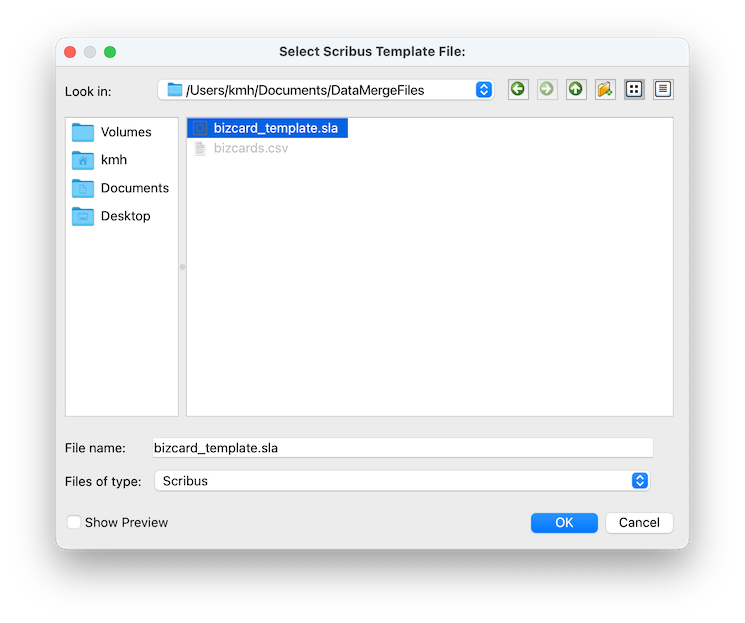 Select Scribus Template File:
Look in: /Users/kmh/Documents/DataMergeFiles
Volumes
kmh
Documents
Desktop
bizcard_template.sla
bizcards.csv
File name: bizcard_template.sla
Files of type: Scribus
Show Preview
OK Cancel